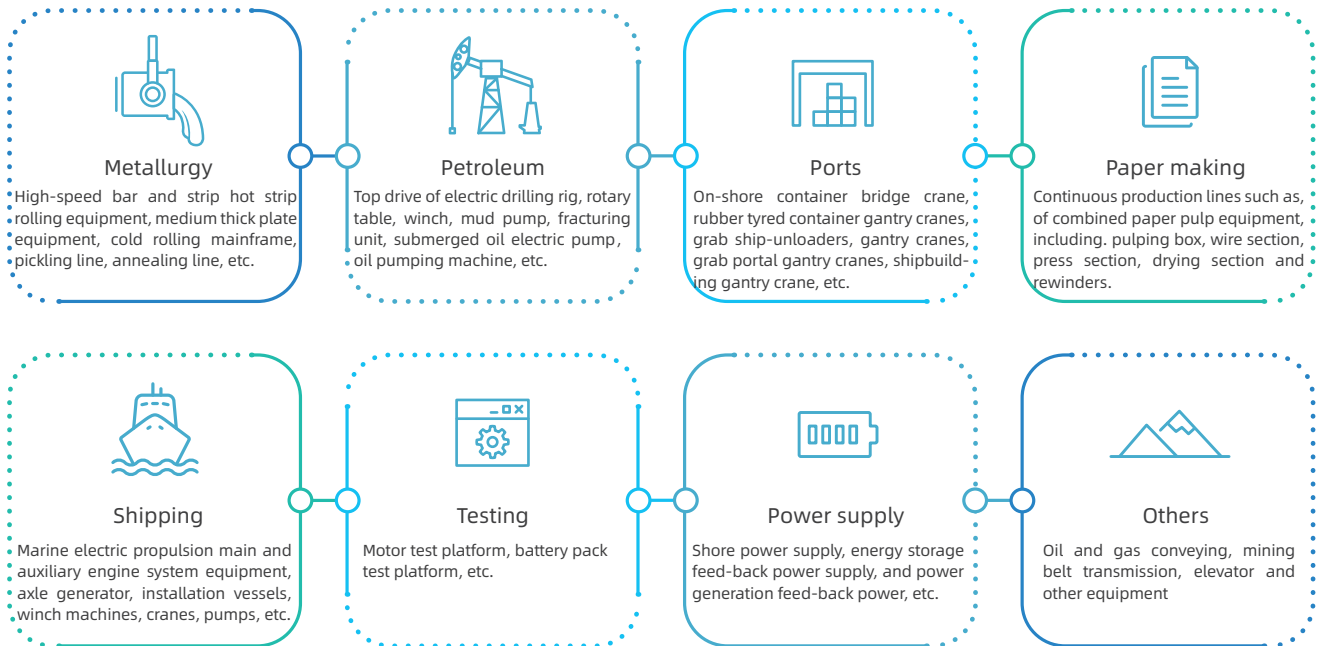 Metallurgy
High-speed bar and strip hot strip
rolling equipment, medium thick plate
equipment, cold rolling mainframe,
pickling line, annealing line, etc.
Petroleum
Top drive of electric drilling rig, rotary
table, winch, mud pump, fracturing
unit, submerged oil electric pump,
oil pumping machine, etc.
Ports
On-shore container bridge crane,
rubber tyred container gantry cranes,
grab ship-unloaders, gantry cranes,
grab portal gantry cranes, shipbuild-
ing gantry crane, etc.
Paper making
Continuous production lines such as,
of combined paper pulp equipment,
including. pulping box, wire section,
press section, drying section and
rewinders.
Shipping
Marine electric propulsion main and
auxiliary engine system equipment,
axle generator, installation vessels,
winch machines, cranes, pumps, etc.
Testing
Motor test platform, battery pack
test platform, etc.
Power supply
Shore power supply, energy storage
feed-back power supply, and power
generation feed-back power, etc.
Others
Oil and gas conveying, mining
belt transmission, elevator and
other equipment